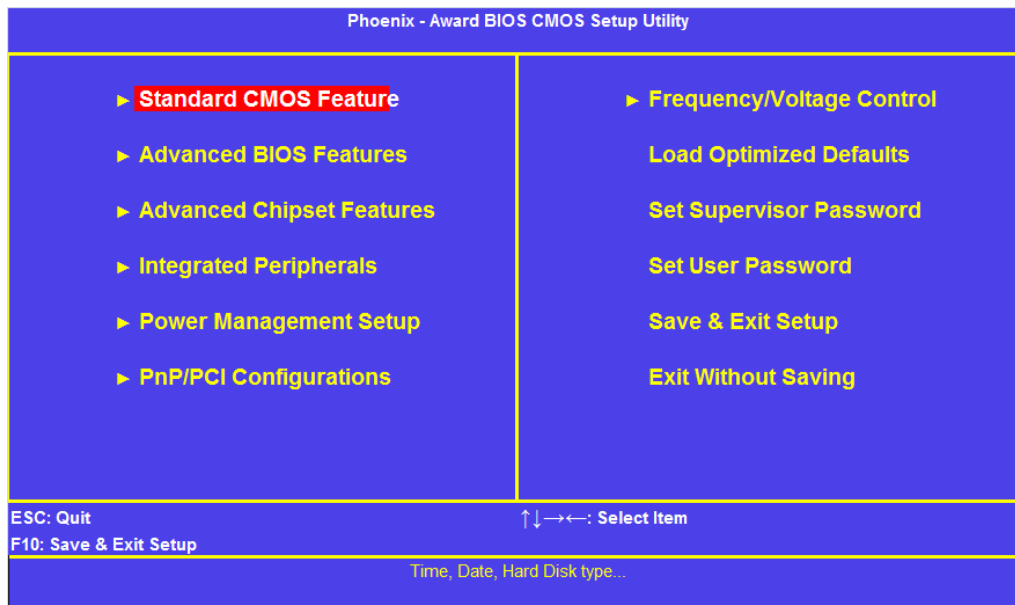 Phoenix - Award BIOS CMOS Setup Utility
► Standard CMOS Feature
► Advanced BIOS Features
► Advanced Chipset Features
► Integrated Peripherals
► Power Management Setup
► PnP/PCI Configurations
► Frequency/Voltage Control
Load Optimized Defaults
Set Supervisor Password
Set User Password
Save & Exit Setup
Exit Without Saving
ESC: Quit
F10: Save & Exit Setup
↑↓→←: Select Item
Time, Date, Hard Disk type...